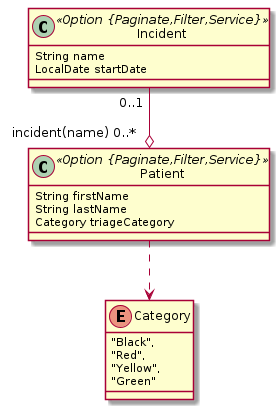 C «Option {Paginate,Filter,Service}»
Incident
String name
LocalDate startDate
0..1
incident(name) 0..*
C «Option {Paginate,Filter,Service}»
Patient
String firstName
String lastName
Category triageCategory
E Category
"Black",
"Red",
"Yellow",
"Green"